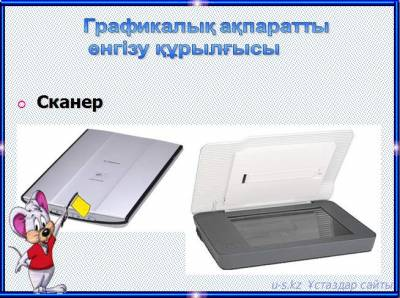 Графикалық ақпаратты
енгізу құрылғысы
Сканер
u-s.kz Ұстаздар сайты